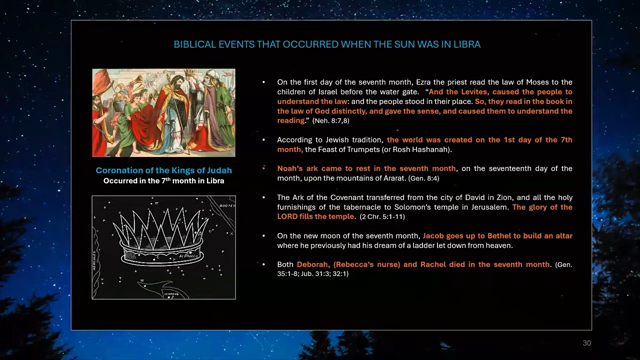 BIBLICAL EVENTS THAT OCCURRED WHEN THE SUN WAS IN LIBRA
Coronation of the Kings of Judah
Occurred in the 7th month in Libra
• On the first day of the seventh month, Ezra the priest read the law of Moses to the
children of Israel before the water gate. "And the Levites, caused the people to
understand the law: and the people stood in their place. So, they read in the book in
the law of God distinctly, and gave the sense, and caused them to understand the
reading." (Neh. 8:7,8)
• According to Jewish tradition, the world was created on the 1st day of the 7th
month, the Feast of Trumpets (or Rosh Hashanah).
• Noah's ark came to rest in the seventh month, on the seventeenth day of the
month, upon the mountains of Ararat. (Gen. 8:4)
• The Ark of the Covenant transferred from the city of David in Zion, and all the holy
furnishings of the tabernacle to Solomon's temple in Jerusalem. The glory of the
LORD fills the temple. (2 Chr. 5:1-11)
• On the new moon of the seventh month, Jacob goes up to Bethel to build an altar
where he previously had his dream of a ladder let down from heaven.
• Both Deborah, (Rebecca's nurse) and Rachel died in the seventh month. (Gen.
35:1-8; Jub. 31:3; 32:1)
30